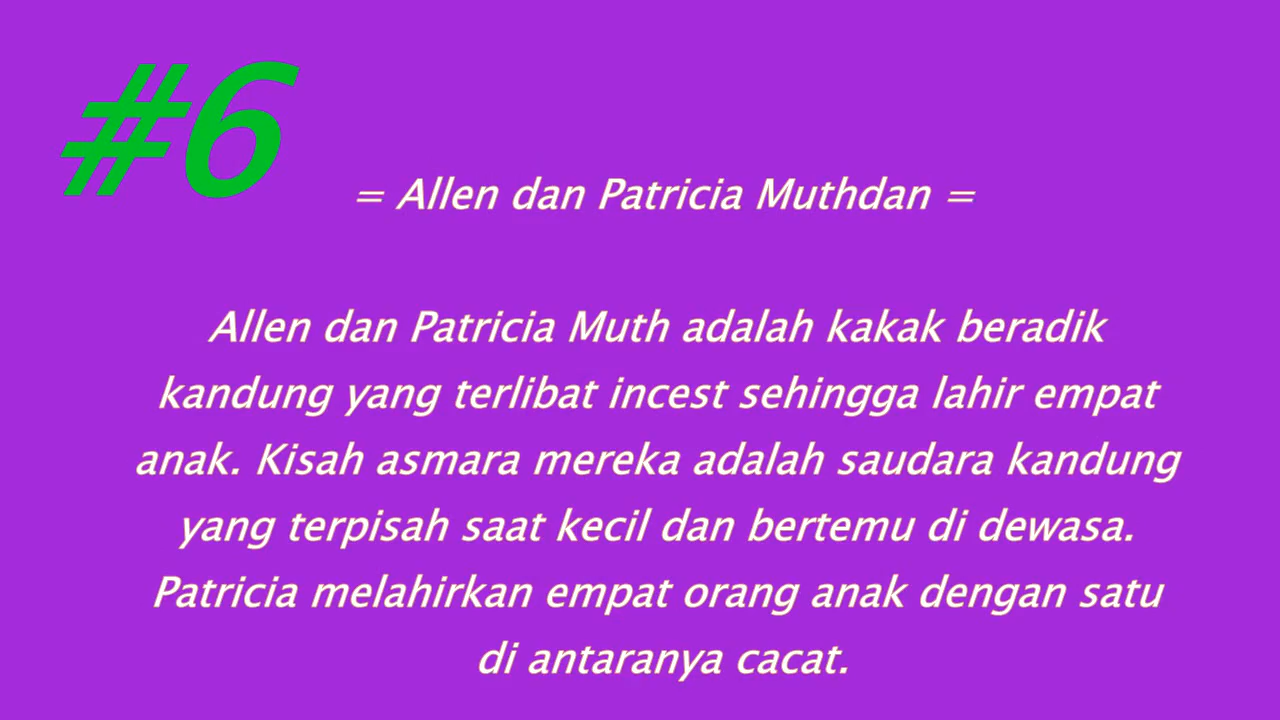 #6
= Allen dan Patricia Muthdan =
Allen dan Patricia Muth adalah kakak beradik
kandung yang terlibat incest sehingga lahir empat
anak. Kisah asmara mereka adalah saudara kandung
yang terpisah saat kecil dan bertemu di dewasa.
Patricia melahirkan empat orang anak dengan satu
di antaranya cacat.